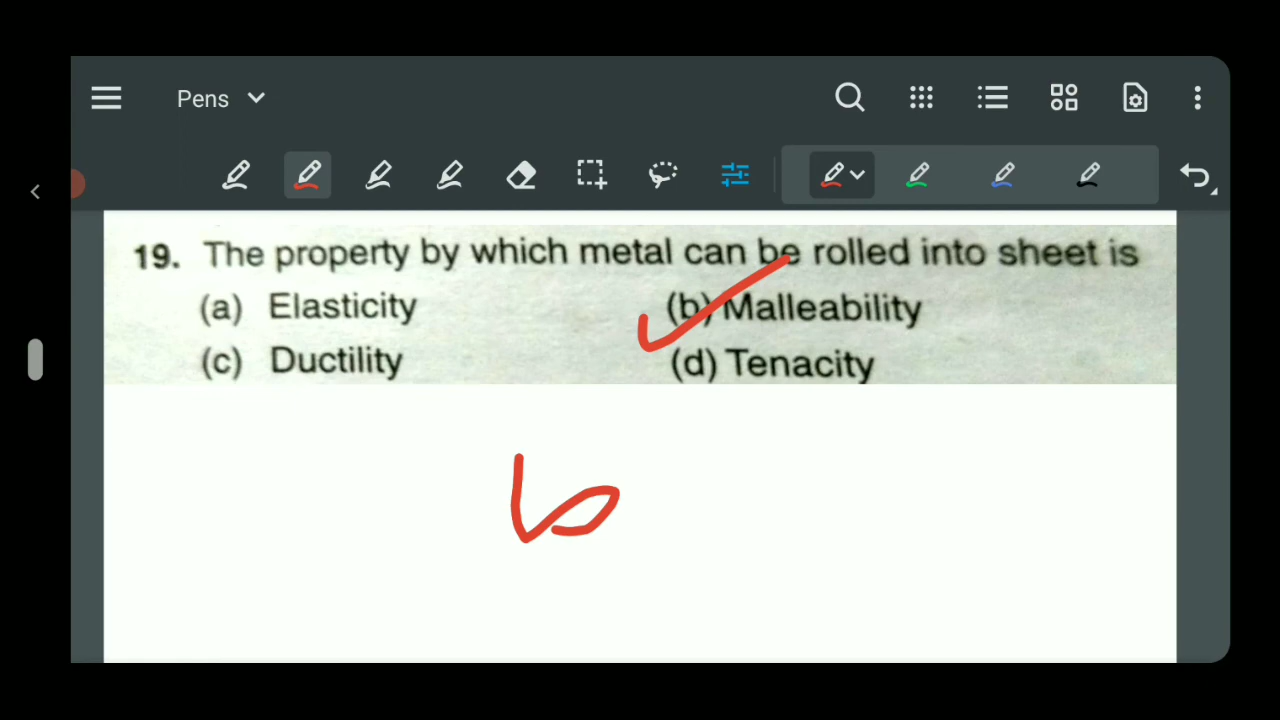 Pens
19. The property by which metal can be rolled into sheet is
(a) Elasticity (b) Malleability
(c) Ductility (d) Tenacity
b